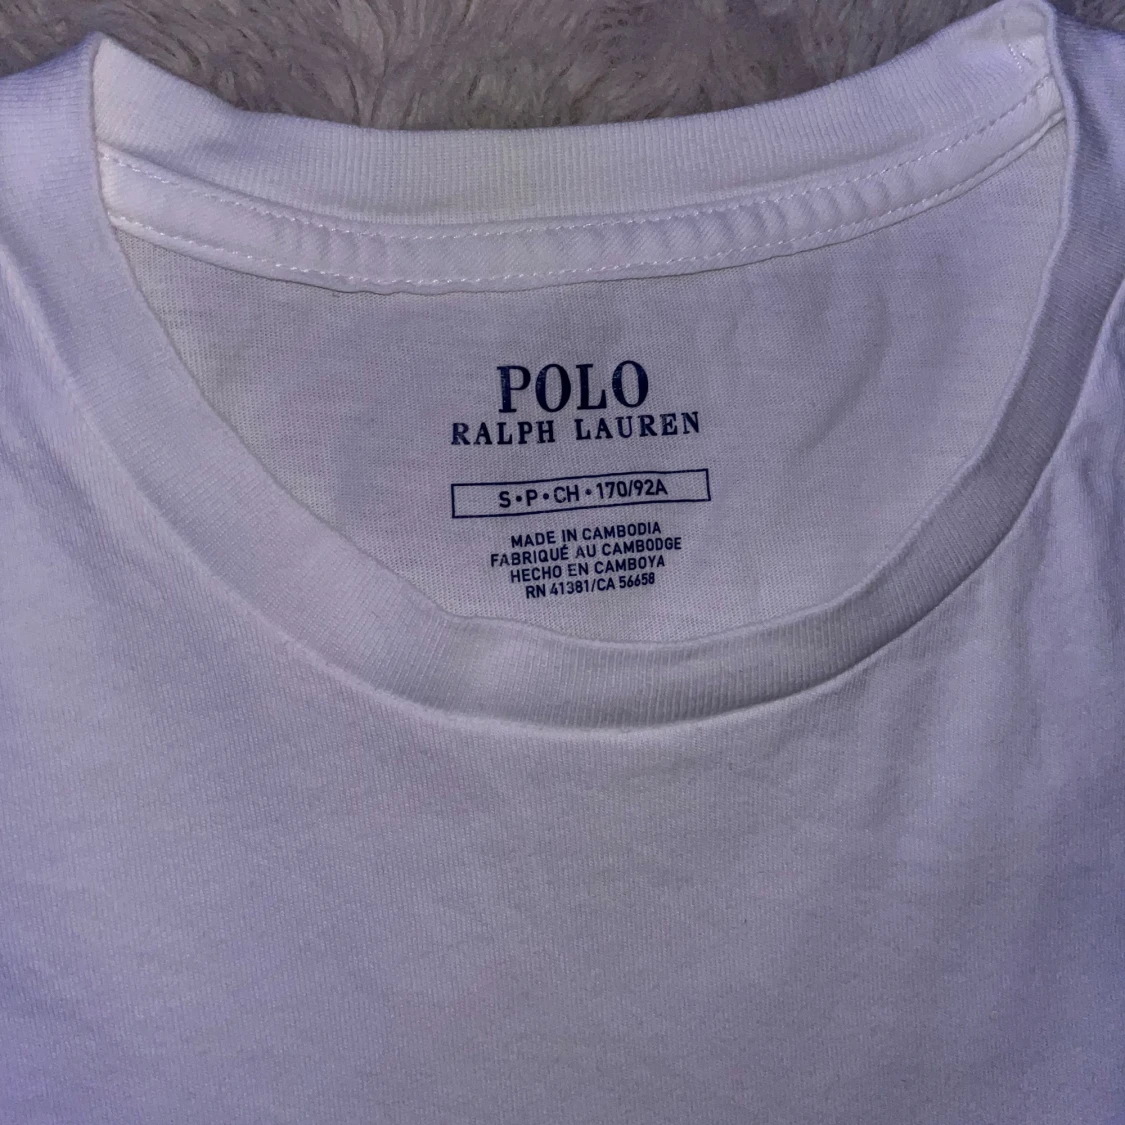 POLO
RALPH LAUREN
S•P•CH•170/92A
MADE IN CAMBODIA
FABRIQUÉ AU CAMBODGE
HECHO EN CAMBOYA
RN 41381/CA 56658